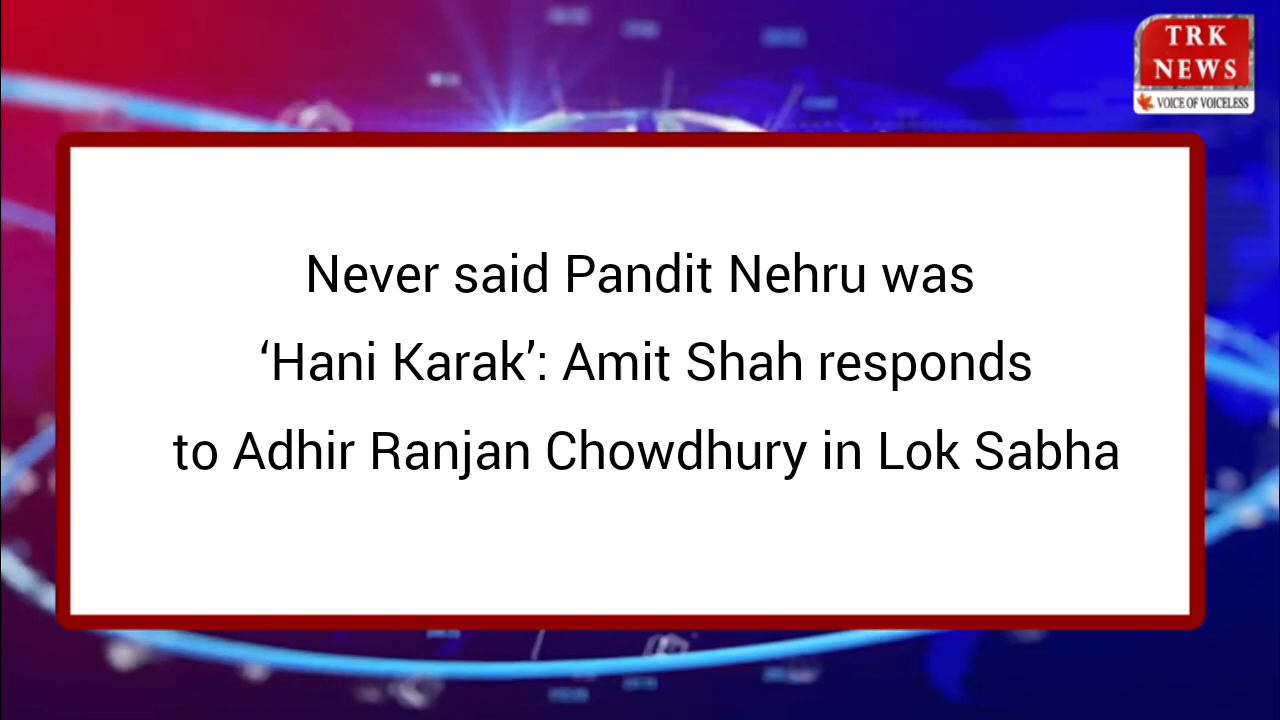 TRK
NEWS
VOICE OF VOICELESS
Never said Pandit Nehru was
‘Hani Karak’: Amit Shah responds
to Adhir Ranjan Chowdhury in Lok Sabha